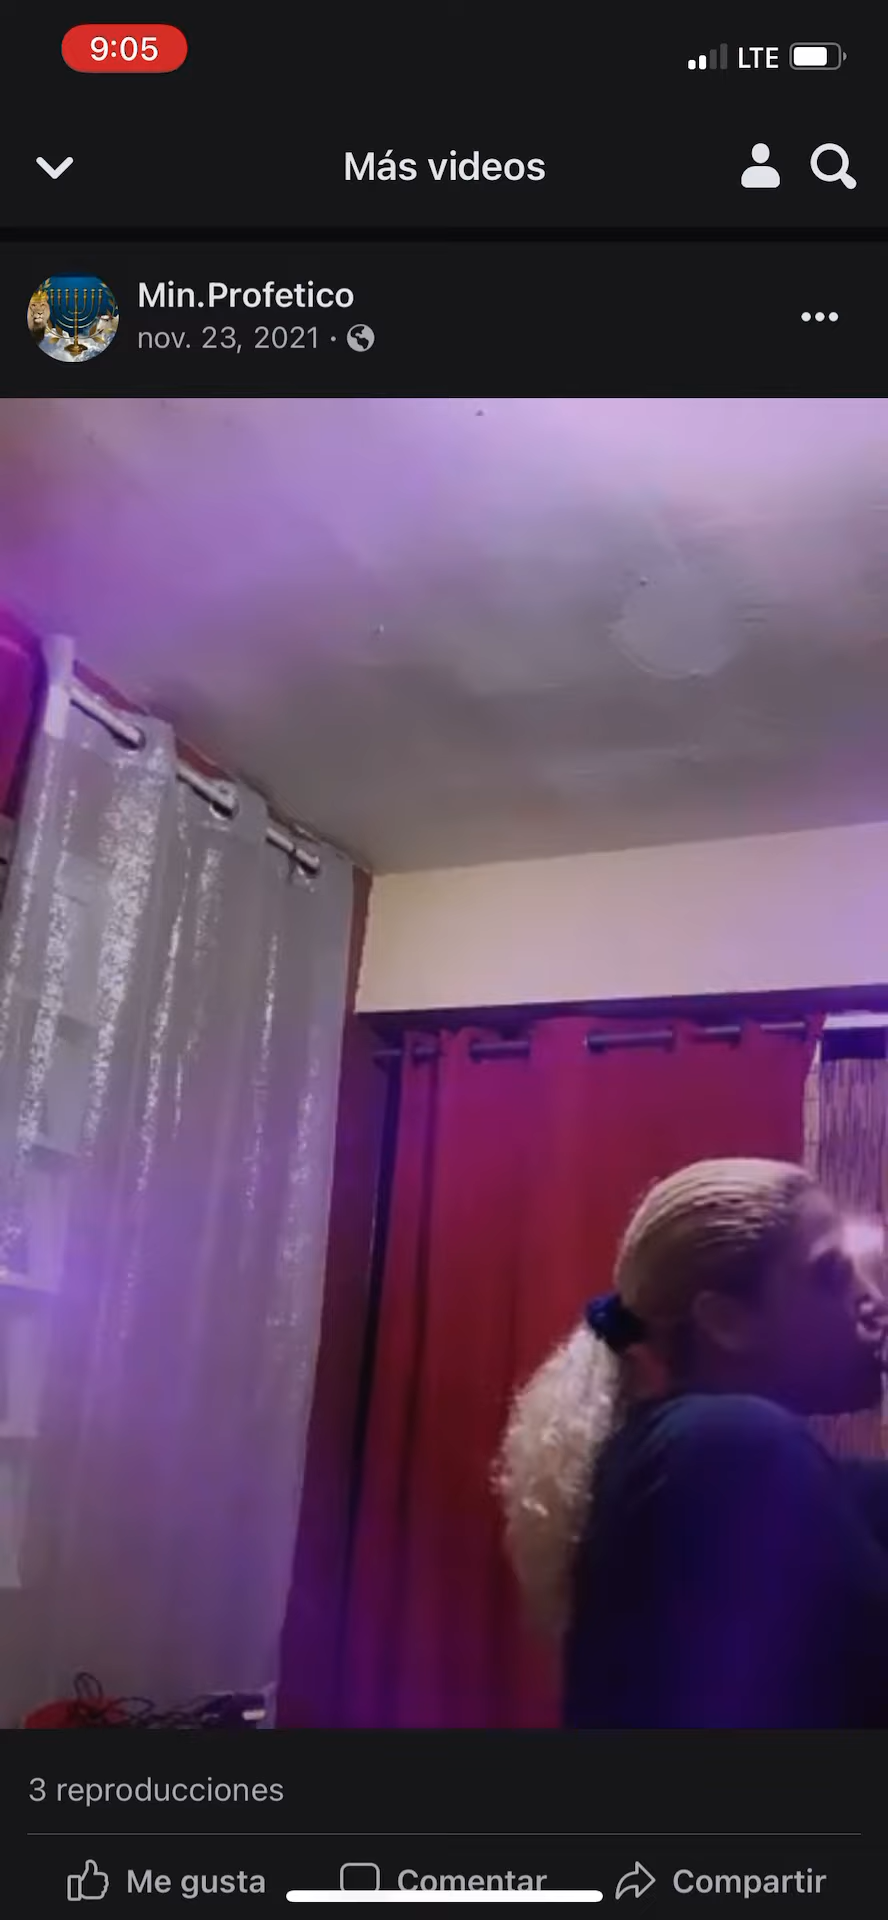 9:05
LTE
Más videos
Min.Profetico
nov. 23, 2021 ·
3 reproducciones
Me gusta
Comentar
Compartir